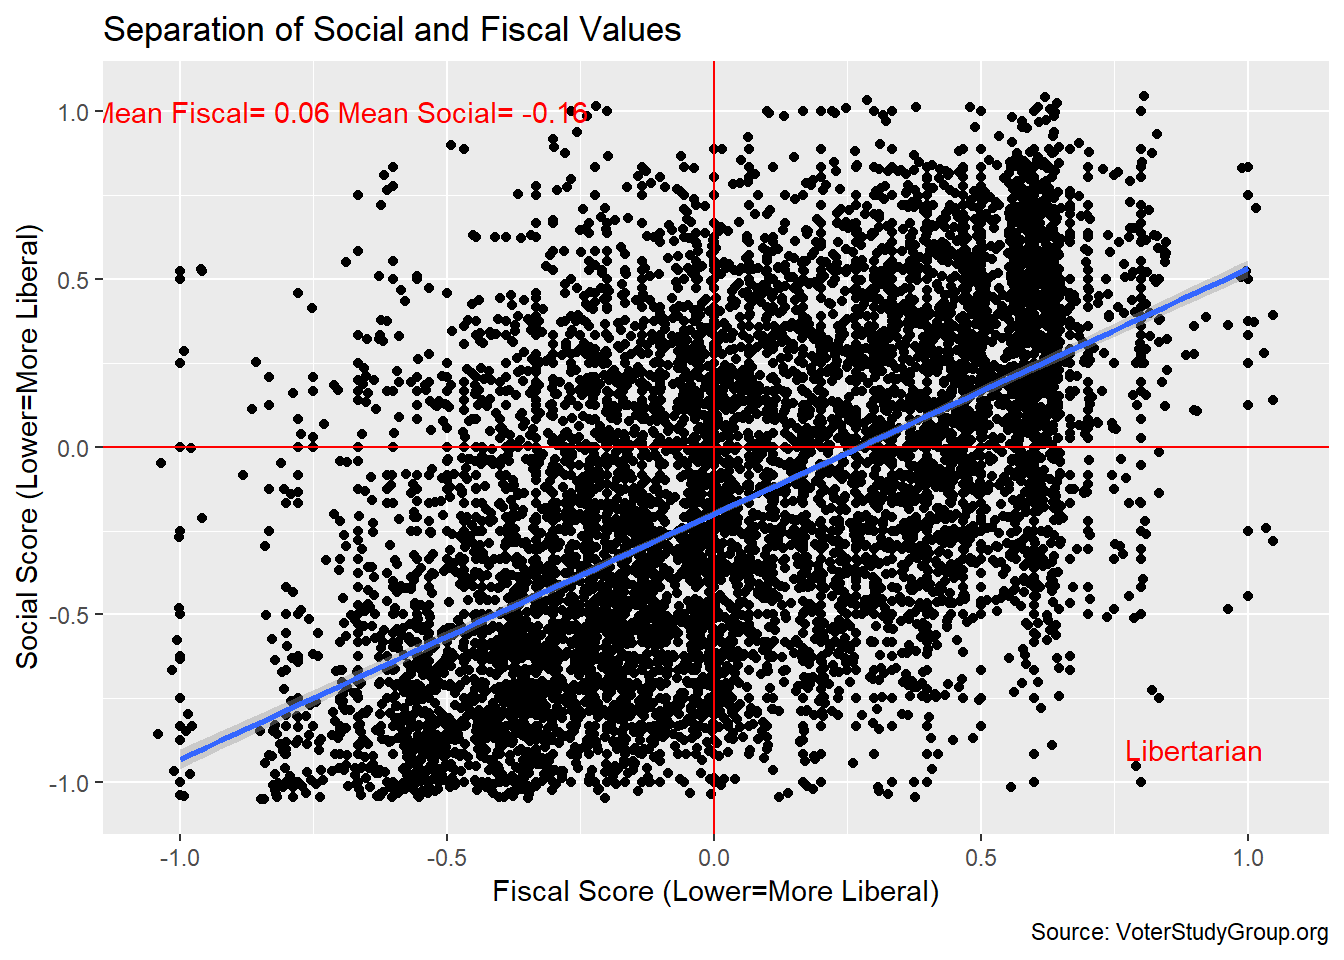 Separation of Social and Fiscal Values
Mean Fiscal= 0.06 Mean Social= -0.16
1.0
0.5
0.0
-0.5
-1.0
Social Score (Lower=More Liberal)
Libertarian
-1.0 -0.5 0.0 0.5 1.0
Fiscal Score (Lower=More Liberal)
Source: VoterStudyGroup.org